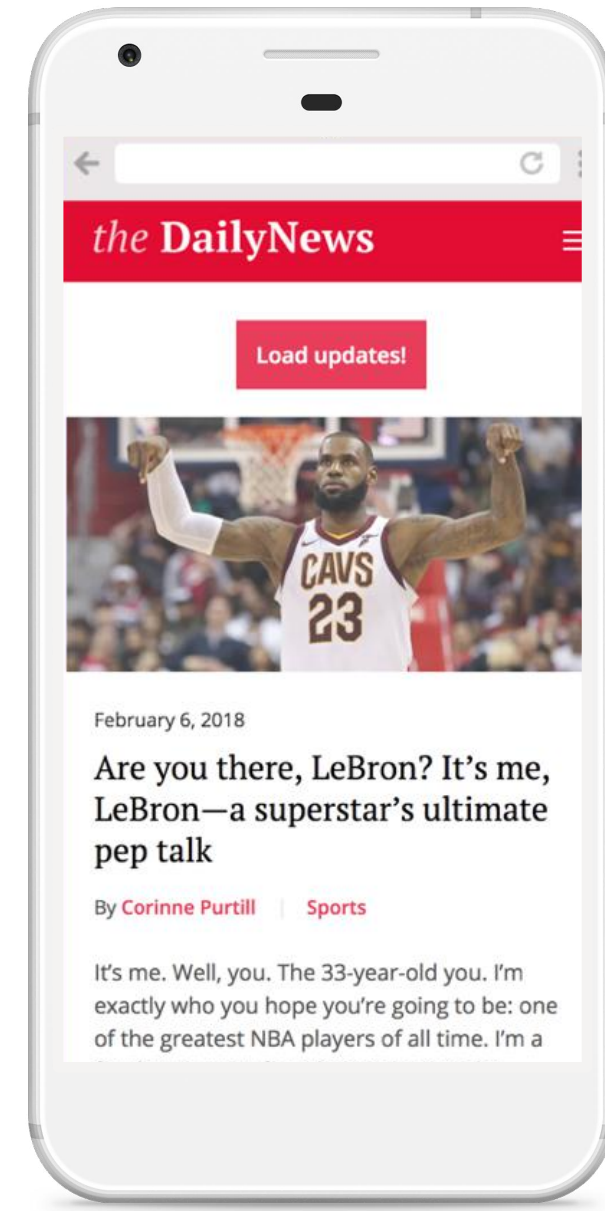 the DailyNews
Load updates!
CAVS
23
February 6, 2018
Are you there, LeBron? It’s me,
LeBron—a superstar’s ultimate
pep talk
By Corinne Purtill | Sports
It’s me. Well, you. The 33-year-old you. I’m
exactly who you hope you’re going to be: one
of the greatest NBA players of all time. I’m a